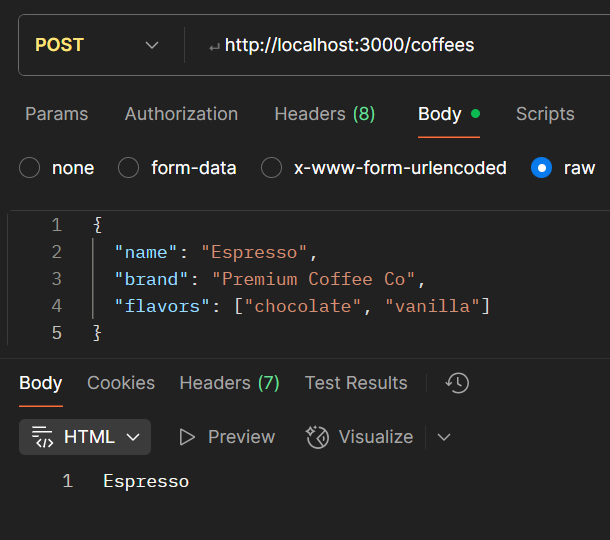 POST ↵ http://localhost:3000/coffees
Params Authorization Headers (8) Body Scripts
none form-data x-www-form-urlencoded raw
1 {
2 "name": "Espresso",
3 "brand": "Premium Coffee Co",
4 "flavors": ["chocolate", "vanilla"]
5 }
Body Cookies Headers (7) Test Results
HTML Preview Visualize
1 Espresso